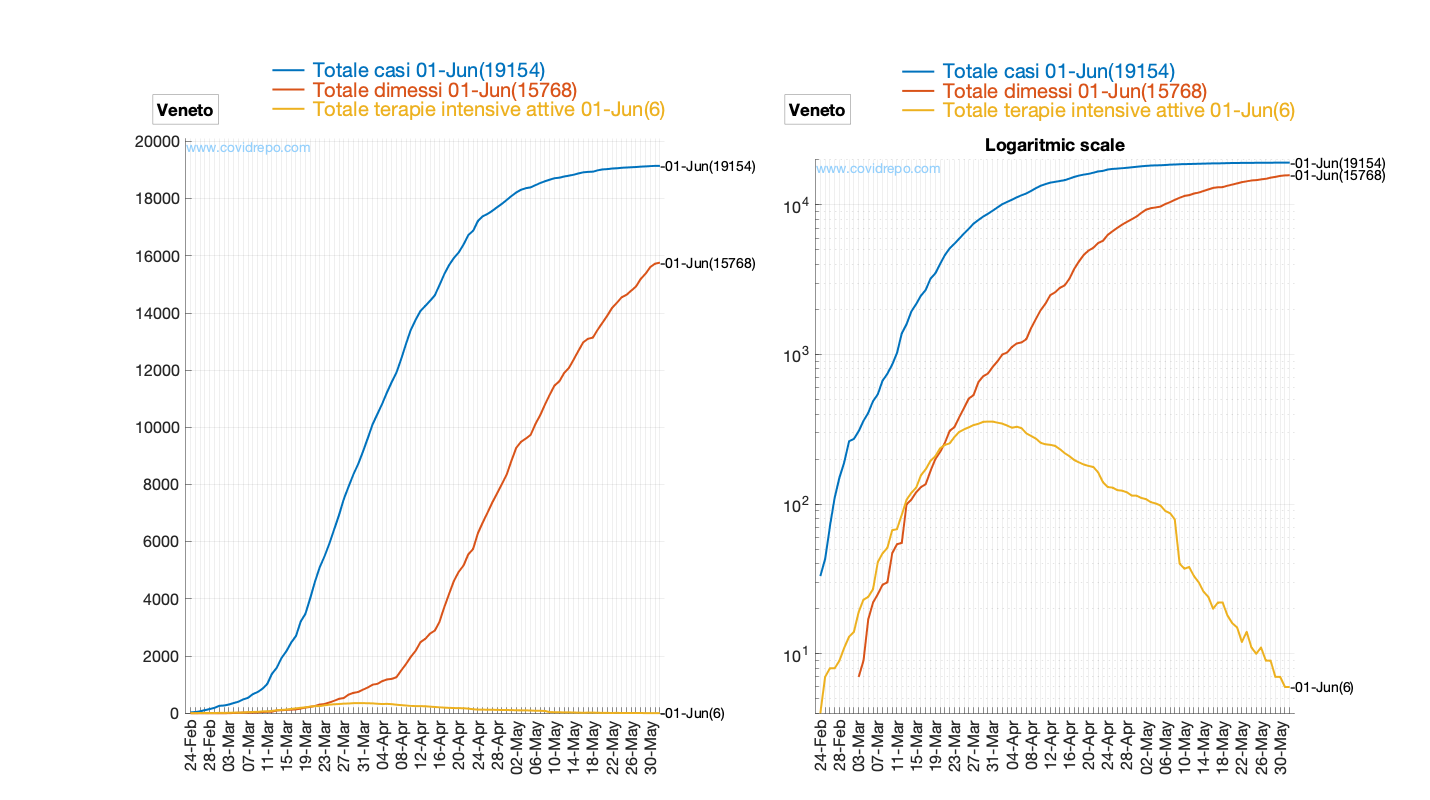 Totale casi 01-Jun(19154)
Totale dimessi 01-Jun(15768)
Totale terapie intensive attive 01-Jun(6)
Veneto
www.covidrepo.com
20000
18000
16000
14000
12000
10000
8000
6000
4000
2000
0
-01-Jun(19154)
-01-Jun(15768)
-01-Jun(6)
24-Feb
28-Feb
03-Mar
07-Mar
11-Mar
15-Mar
19-Mar
23-Mar
27-Mar
31-Mar
04-Apr
08-Apr
12-Apr
16-Apr
20-Apr
24-Apr
28-Apr
02-May
06-May
10-May
14-May
18-May
22-May
26-May
30-May
Totale casi 01-Jun(19154)
Totale dimessi 01-Jun(15768)
Totale terapie intensive attive 01-Jun(6)
Veneto
Logaritmic scale
www.covidrepo.com
10⁴
10³
10²
10¹
-01-Jun(19154)
-01-Jun(15768)
-01-Jun(6)
24-Feb
28-Feb
03-Mar
07-Mar
11-Mar
15-Mar
19-Mar
23-Mar
27-Mar
31-Mar
04-Apr
08-Apr
12-Apr
16-Apr
20-Apr
24-Apr
28-Apr
02-May
06-May
10-May
14-May
18-May
22-May
26-May
30-May